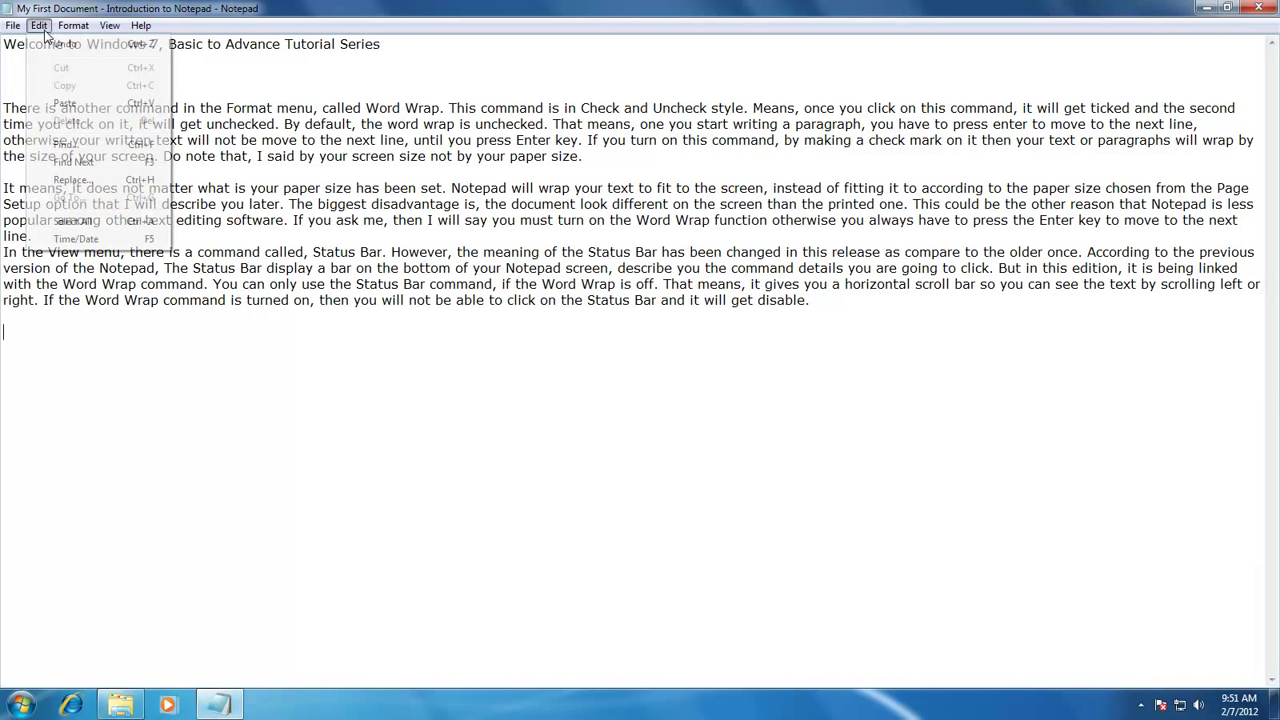 My First Document - Introduction to Notepad - Notepad
File Edit Format View Help
Welcome to Windows 7, Basic to Advance Tutorial Series
Undo Ctrl+Z
Cut Ctrl+X
Copy Ctrl+C
Paste Ctrl+V
Delete Del
Find... Ctrl+F
Find Next F3
Replace... Ctrl+H
Go To... Ctrl+G
Select All Ctrl+A
Time/Date F5
There is another command in the Format menu, called Word Wrap. This command is in Check and Uncheck style. Means, once you click on this command, it will get ticked and the second
time you click on it, it will get unchecked. By default, the word wrap is unchecked. That means, one you start writing a paragraph, you have to press enter to move to the next line,
otherwise your written text will not be move to the next line, until you press Enter key. If you turn on this command, by making a check mark on it then your text or paragraphs will wrap by
the size of your screen. Do note that, I said by your screen size not by your paper size.
It means, it does not matter what is your paper size has been set. Notepad will wrap your text to fit to the screen, instead of fitting it to according to the paper size chosen from the Page
Setup option that I will describe you later. The biggest disadvantage is, the document look different on the screen than the printed one. This could be the other reason that Notepad is less
popular among other text editing software. If you ask me, then I will say you must turn on the Word Wrap function otherwise you always have to press the Enter key to move to the next
line.
In the View menu, there is a command called, Status Bar. However, the meaning of the Status Bar has been changed in this release as compare to the older once. According to the previous
version of the Notepad, The Status Bar display a bar on the bottom of your Notepad screen, describe you the command details you are going to click. But in this edition, it is being linked
with the Word Wrap command. You can only use the Status Bar command, if the Word Wrap is off. That means, it gives you a horizontal scroll bar so you can see the text by scrolling left or
right. If the Word Wrap command is turned on, then you will not be able to click on the Status Bar and it will get disable.
9:51 AM
2/7/2012